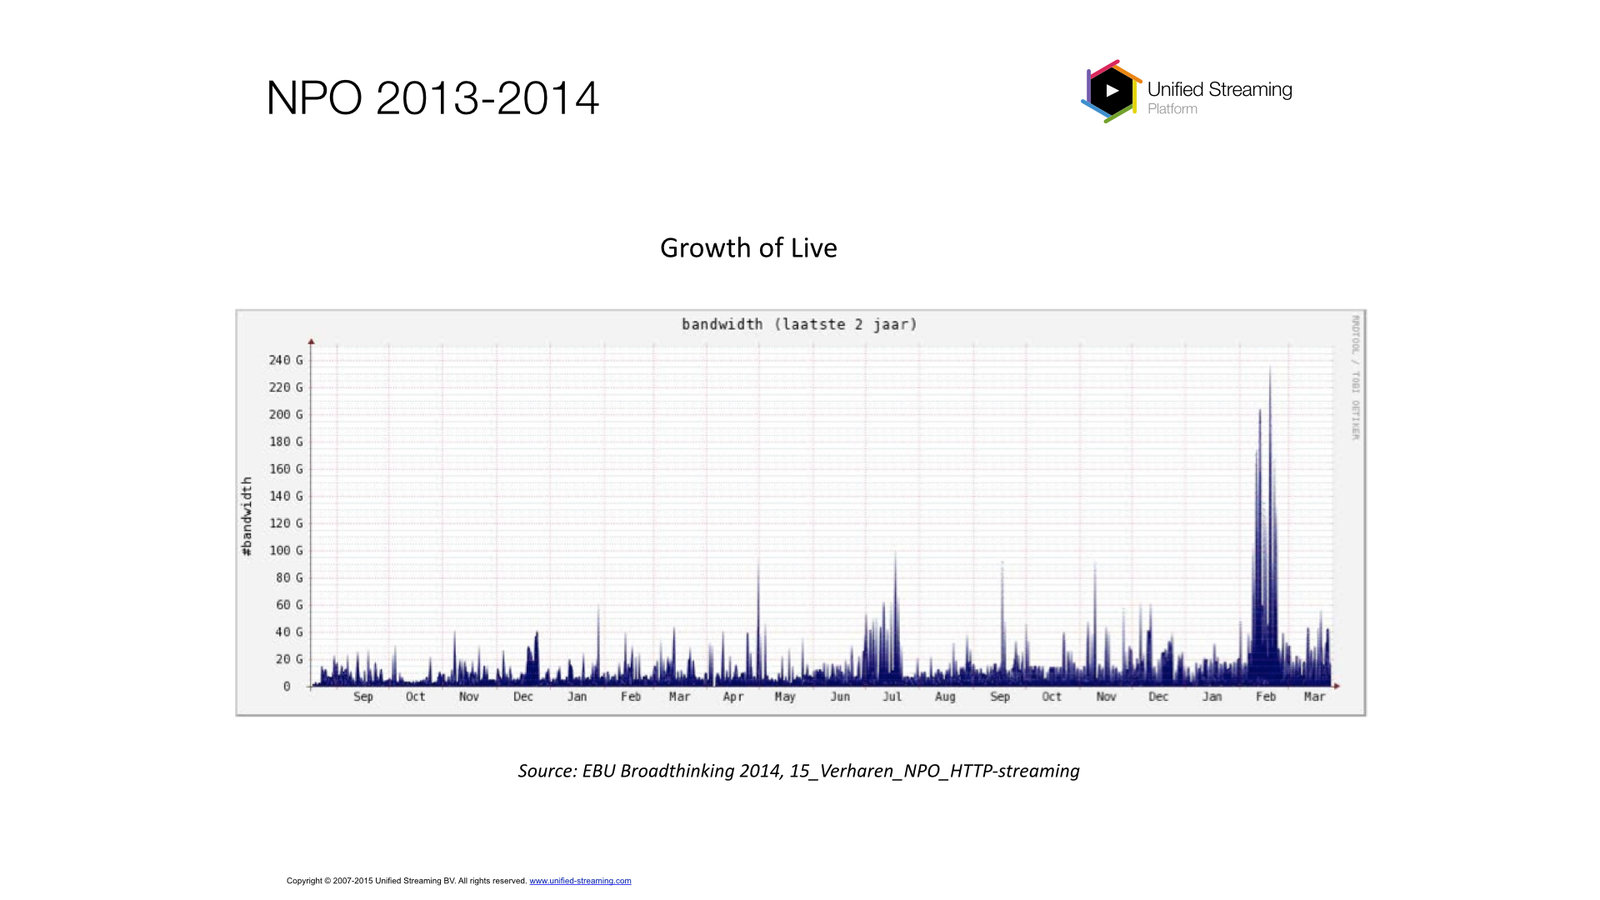 NPO 2013-2014
Unified Streaming
Platform
Growth of Live
bandwidth (laatste 2 jaar)
RRDTOOL / TOBI OETIKER
#bandwidth
240 G
220 G
200 G
180 G
160 G
140 G
120 G
100 G
80 G
60 G
40 G
20 G
0
Sep Oct Nov Dec Jan Feb Mar Apr May Jun Jul Aug Sep Oct Nov Dec Jan Feb Mar
Source: EBU Broadthinking 2014, 15_Verharen_NPO_HTTP-streaming
Copyright © 2007-2015 Unified Streaming BV. All rights reserved. www.unified-streaming.com